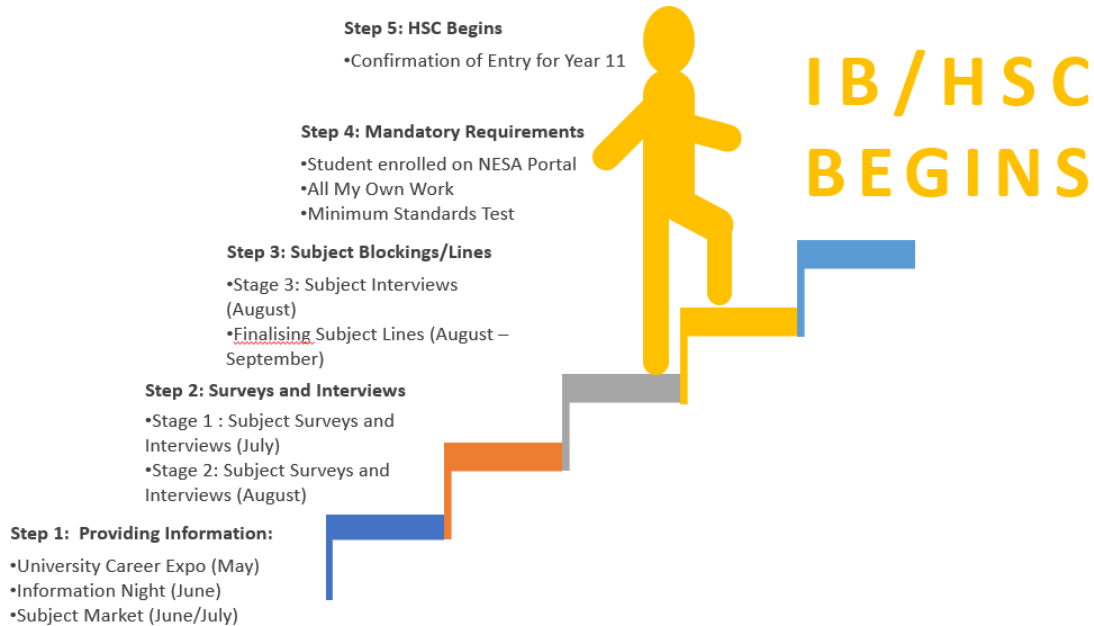 Step 5: HSC Begins
•Confirmation of Entry for Year 11
IB/HSC
BEGINS
Step 4: Mandatory Requirements
•Student enrolled on NESA Portal
•All My Own Work
•Minimum Standards Test
Step 3: Subject Blockings/Lines
•Stage 3: Subject Interviews
(August)
•Finalising Subject Lines (August –
September)
Step 2: Surveys and Interviews
•Stage 1 : Subject Surveys and
Interviews (July)
•Stage 2: Subject Surveys and
Interviews (August)
Step 1:  Providing Information:
•University Career Expo (May)
•Information Night (June)
•Subject Market (June/July)